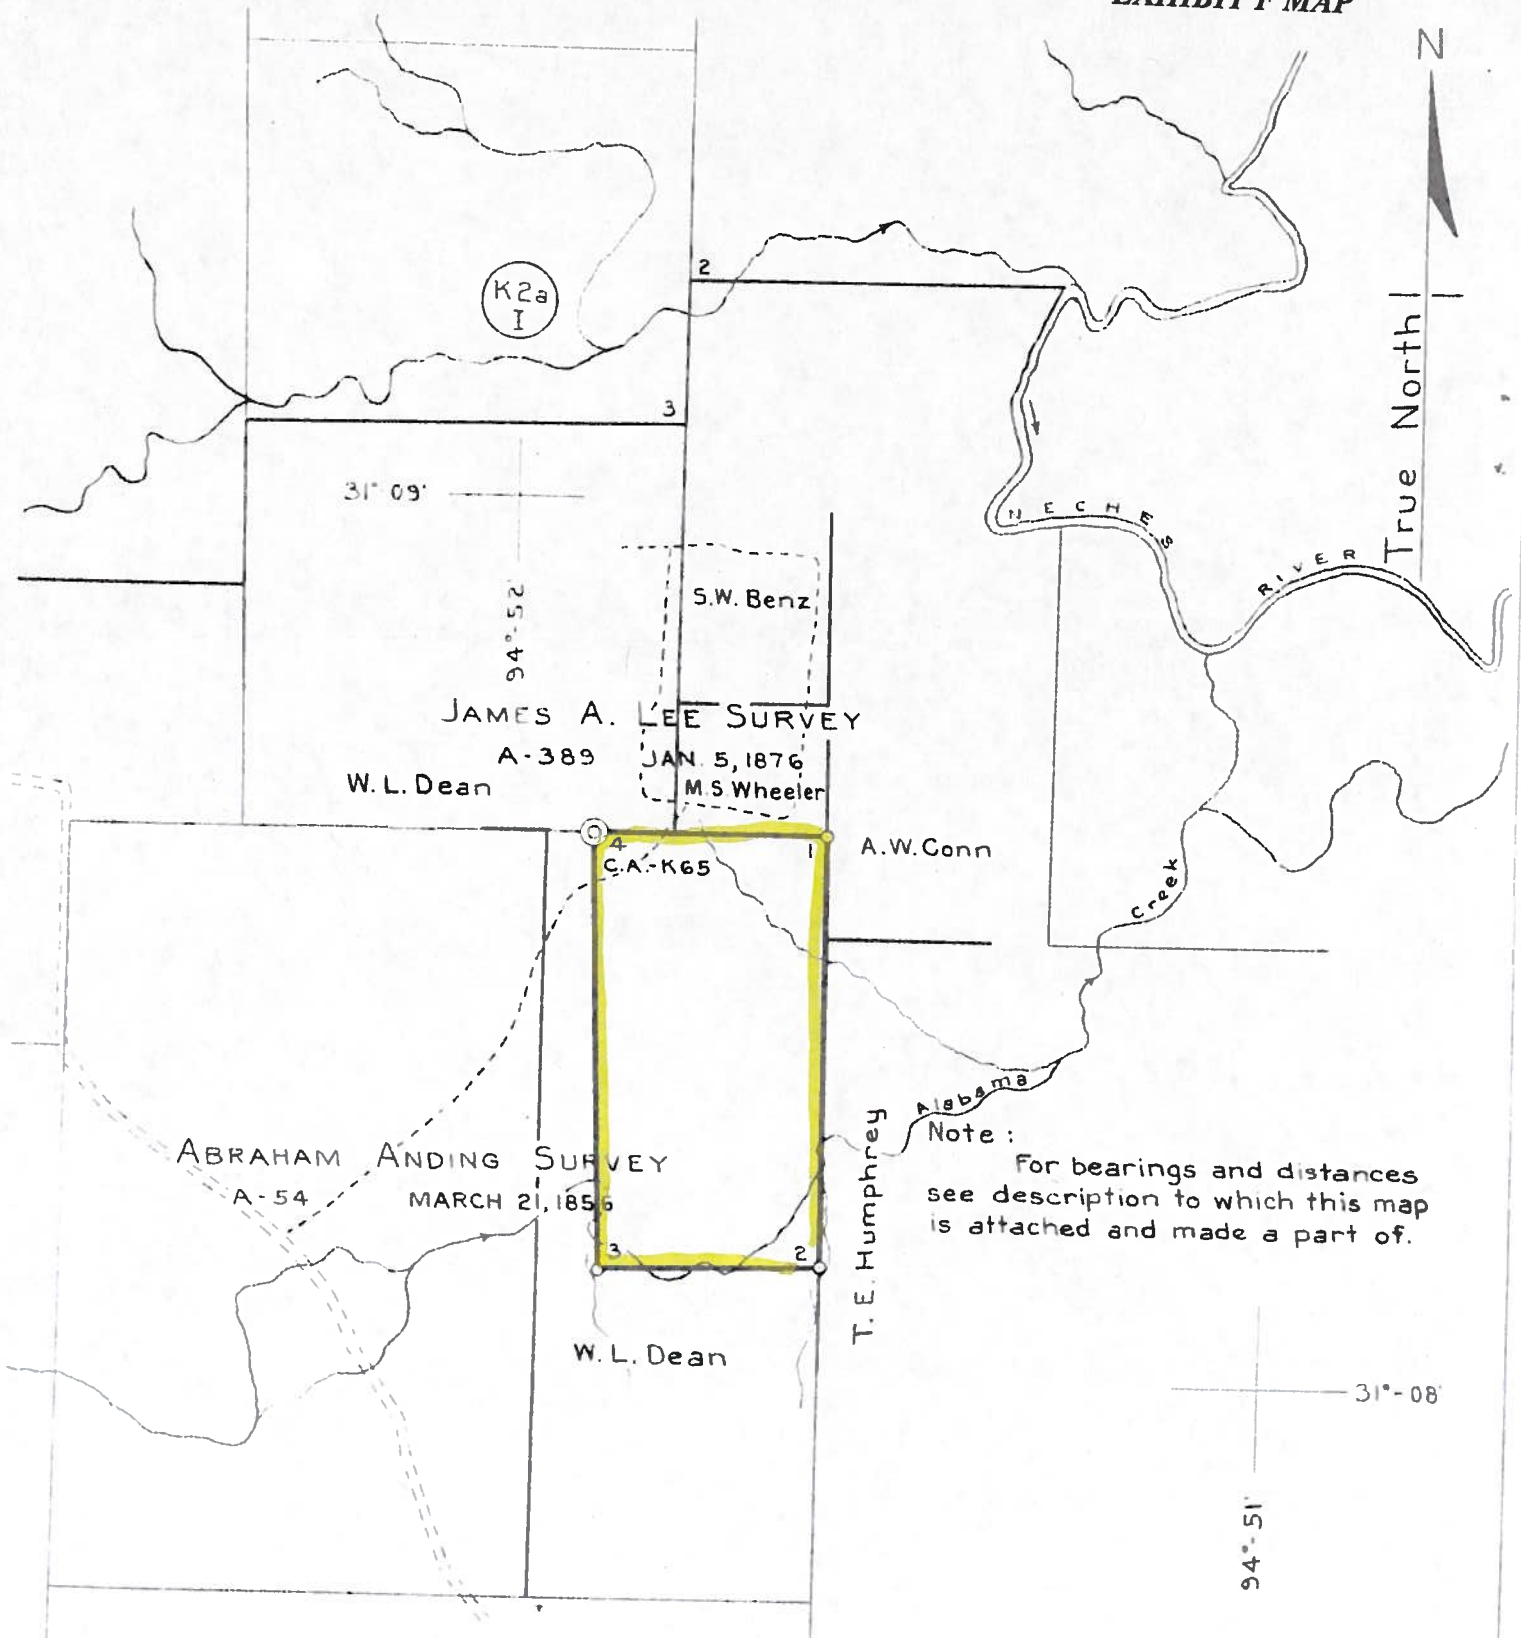 EXHIBIT F MAP
N
True North
K2a
I
2
3
31° 09'
94°-52'
NECHES RIVER
S.W. Benz
JAMES A. LEE SURVEY
A-389 JAN. 5, 1876
W. L. Dean
M.S. Wheeler
4
1
A.W. Conn
C.A.-K65
Creek
Alabama
T. E. Humphrey
Note :
For bearings and distances
see description to which this map
is attached and made a part of.
ABRAHAM ANDING SURVEY
A-54 MARCH 21, 1856
3
2
W. L. Dean
31°-08'
94°-51'